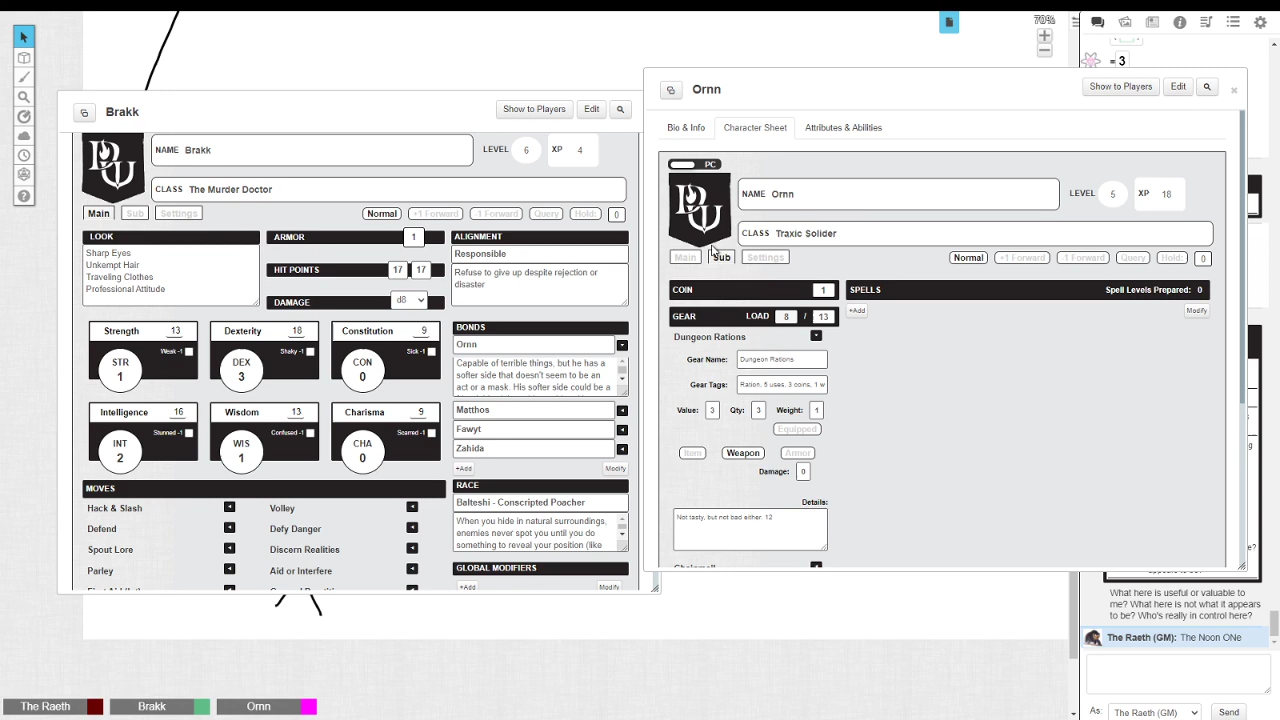 70%
= 3
Brakk
Show to Players
Edit
NAME Brakk
LEVEL 6
XP 4
CLASS The Murder Doctor
Main
Sub
Settings
Normal
+1 Forward
-1 Forward
Query
Hold:
0
LOOK
Sharp Eyes
Unkempt Hair
Traveling Clothes
Professional Attitude
ARMOR 1
HIT POINTS 17 17
DAMAGE d8
ALIGNMENT
Responsible
Refuse to give up despite rejection or
disaster
Strength 13
Weak -1
STR
1
Dexterity 18
Shaky -1
DEX
3
Constitution 9
Sick -1
CON
0
Intelligence 16
Stunned -1
INT
2
Wisdom 13
Confused -1
WIS
1
Charisma 9
Scarred -1
CHA
0
BONDS
Ornn
Capable of terrible things, but he has a
softer side that doesn't seem to be an
act or a mask. His softer side could be a
Matthos
Fawyt
Zahida
+Add
Modify
RACE
Balteshi - Conscripted Poacher
When you hide in natural surroundings,
enemies never spot you until you do
something to reveal your position (like
GLOBAL MODIFIERS
+Add
Modify
MOVES
Hack & Slash
Volley
Defend
Defy Danger
Spout Lore
Discern Realities
Parley
Aid or Interfere
Ornn
Show to Players
Edit
Bio & Info
Character Sheet
Attributes & Abilities
PC
NAME Ornn
LEVEL 5
XP 18
CLASS Traxic Solider
Main
Sub
Settings
Normal
+1 Forward
-1 Forward
Query
Hold:
0
COIN 1
SPELLS
Spell Levels Prepared: 0
+Add
Modify
GEAR LOAD 8 / 13
Dungeon Rations
Gear Name: Dungeon Rations
Gear Tags: Ration, 5 uses, 3 coins, 1 w
Value: 3 Qty: 3 Weight: 1
Equipped
Item
Weapon
Armor
Damage: 0
Details:
Not tasty, but not bad either. 12
What here is useful or valuable to
me? What here is not what it appears
to be? Who's really in control here?
The Raeth (GM): The Noon ONe
As: The Raeth (GM)
Send
The Raeth
Brakk
Ornn